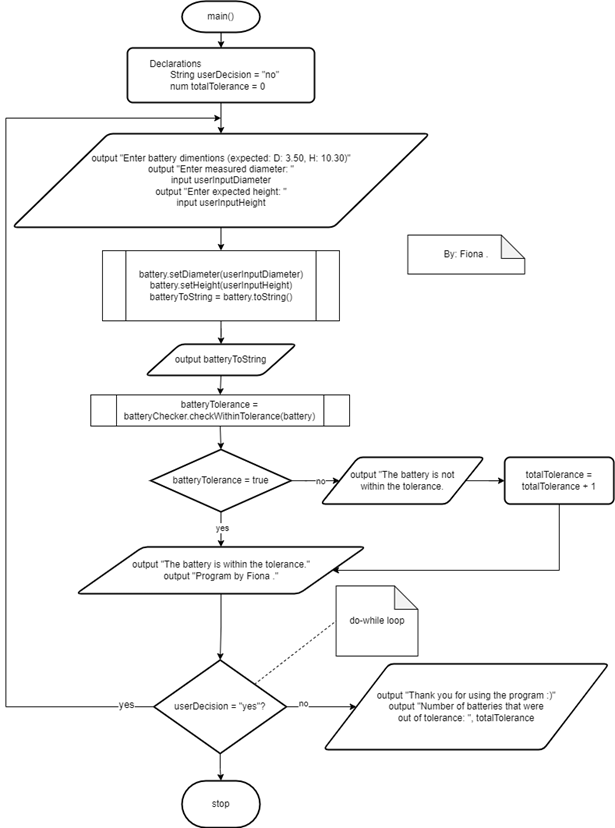 main()
Declarations
String userDecision = "no"
num totalTolerance = 0
output "Enter battery dimentions (expected: D: 3.50, H: 10.30)"
output "Enter measured diameter: "
input userInputDiameter
output "Enter expected height: "
input userInputHeight
By: Fiona .
battery.setDiameter(userInputDiameter)
battery.setHeight(userInputHeight)
batteryToString = battery.toString()
output batteryToString
batteryTolerance =
batteryChecker.checkWithinTolerance(battery)
batteryTolerance = true
no
output "The battery is not
within the tolerance.
totalTolerance =
totalTolerance + 1
yes
output "The battery is within the tolerance."
output "Program by Fiona ."
do-while loop
userDecision = "yes"?
yes
no
output "Thank you for using the program :)"
output "Number of batteries that were
out of tolerance: ", totalTolerance
stop